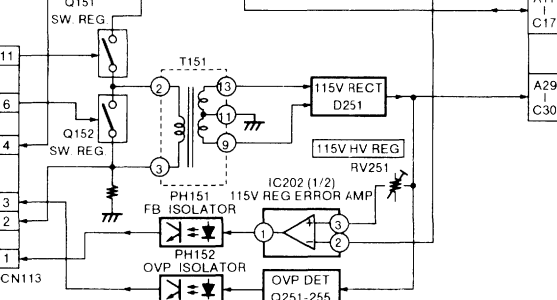 Q151
SW. REG.
A11
C17
11
T151
2
13
115V RECT
D251
A29
C30
6
11
Q152
SW. REG.
4
9
115V HV REG
RV251
3
IC202 (1/2)
115V REG ERROR AMP
PH151
FB ISOLATOR
3
2
1
3
2
1
PH152
OVP ISOLATOR
CN113
OVP DET
Q251-255